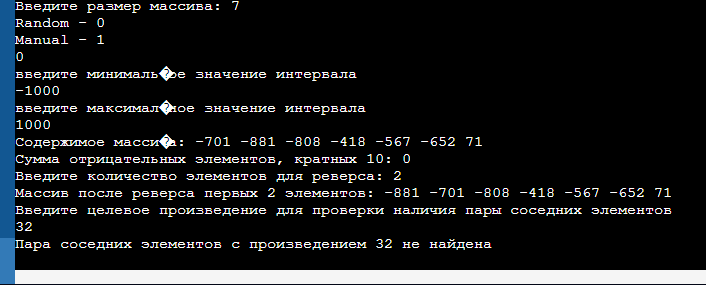 Введите размер массива: 7
Random - 0
Manual - 1
0
введите минималь�ое значение интервала
-1000
введите максимал�ное значение интервала
1000
Содержимое масси�а: -701 -881 -808 -418 -567 -652 71
Сумма отрицательных элементов, кратных 10: 0
Введите количество элементов для реверса: 2
Массив после реверса первых 2 элементов: -881 -701 -808 -418 -567 -652 71
Введите целевое произведение для проверки наличия пары соседних элементов
32
Пара соседних элементов с произведением 32 не найдена